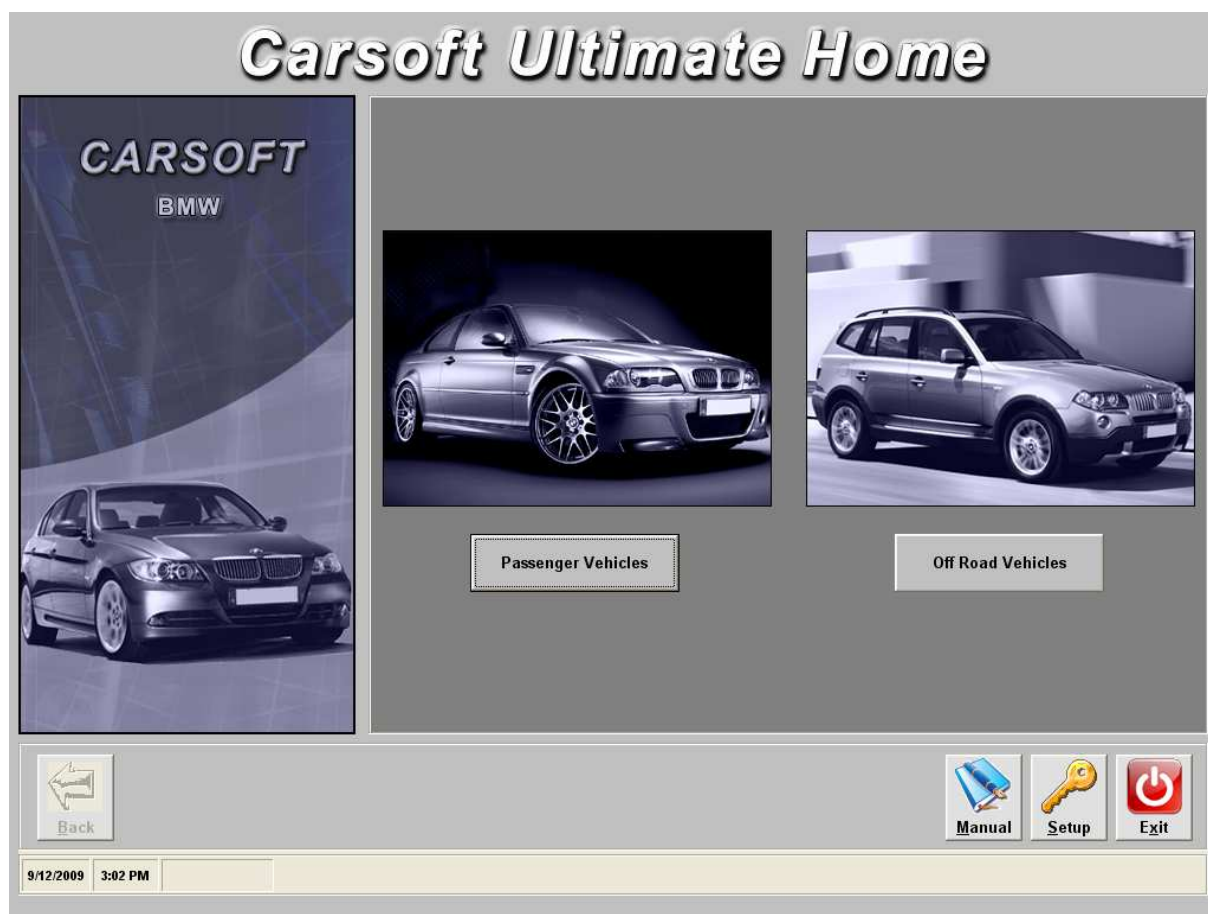 Carsoft Ultimate Home
CARSOFT
BMW
Passenger Vehicles
Off Road Vehicles
Back
Manual
Setup
Exit
9/12/2009
3:02 PM